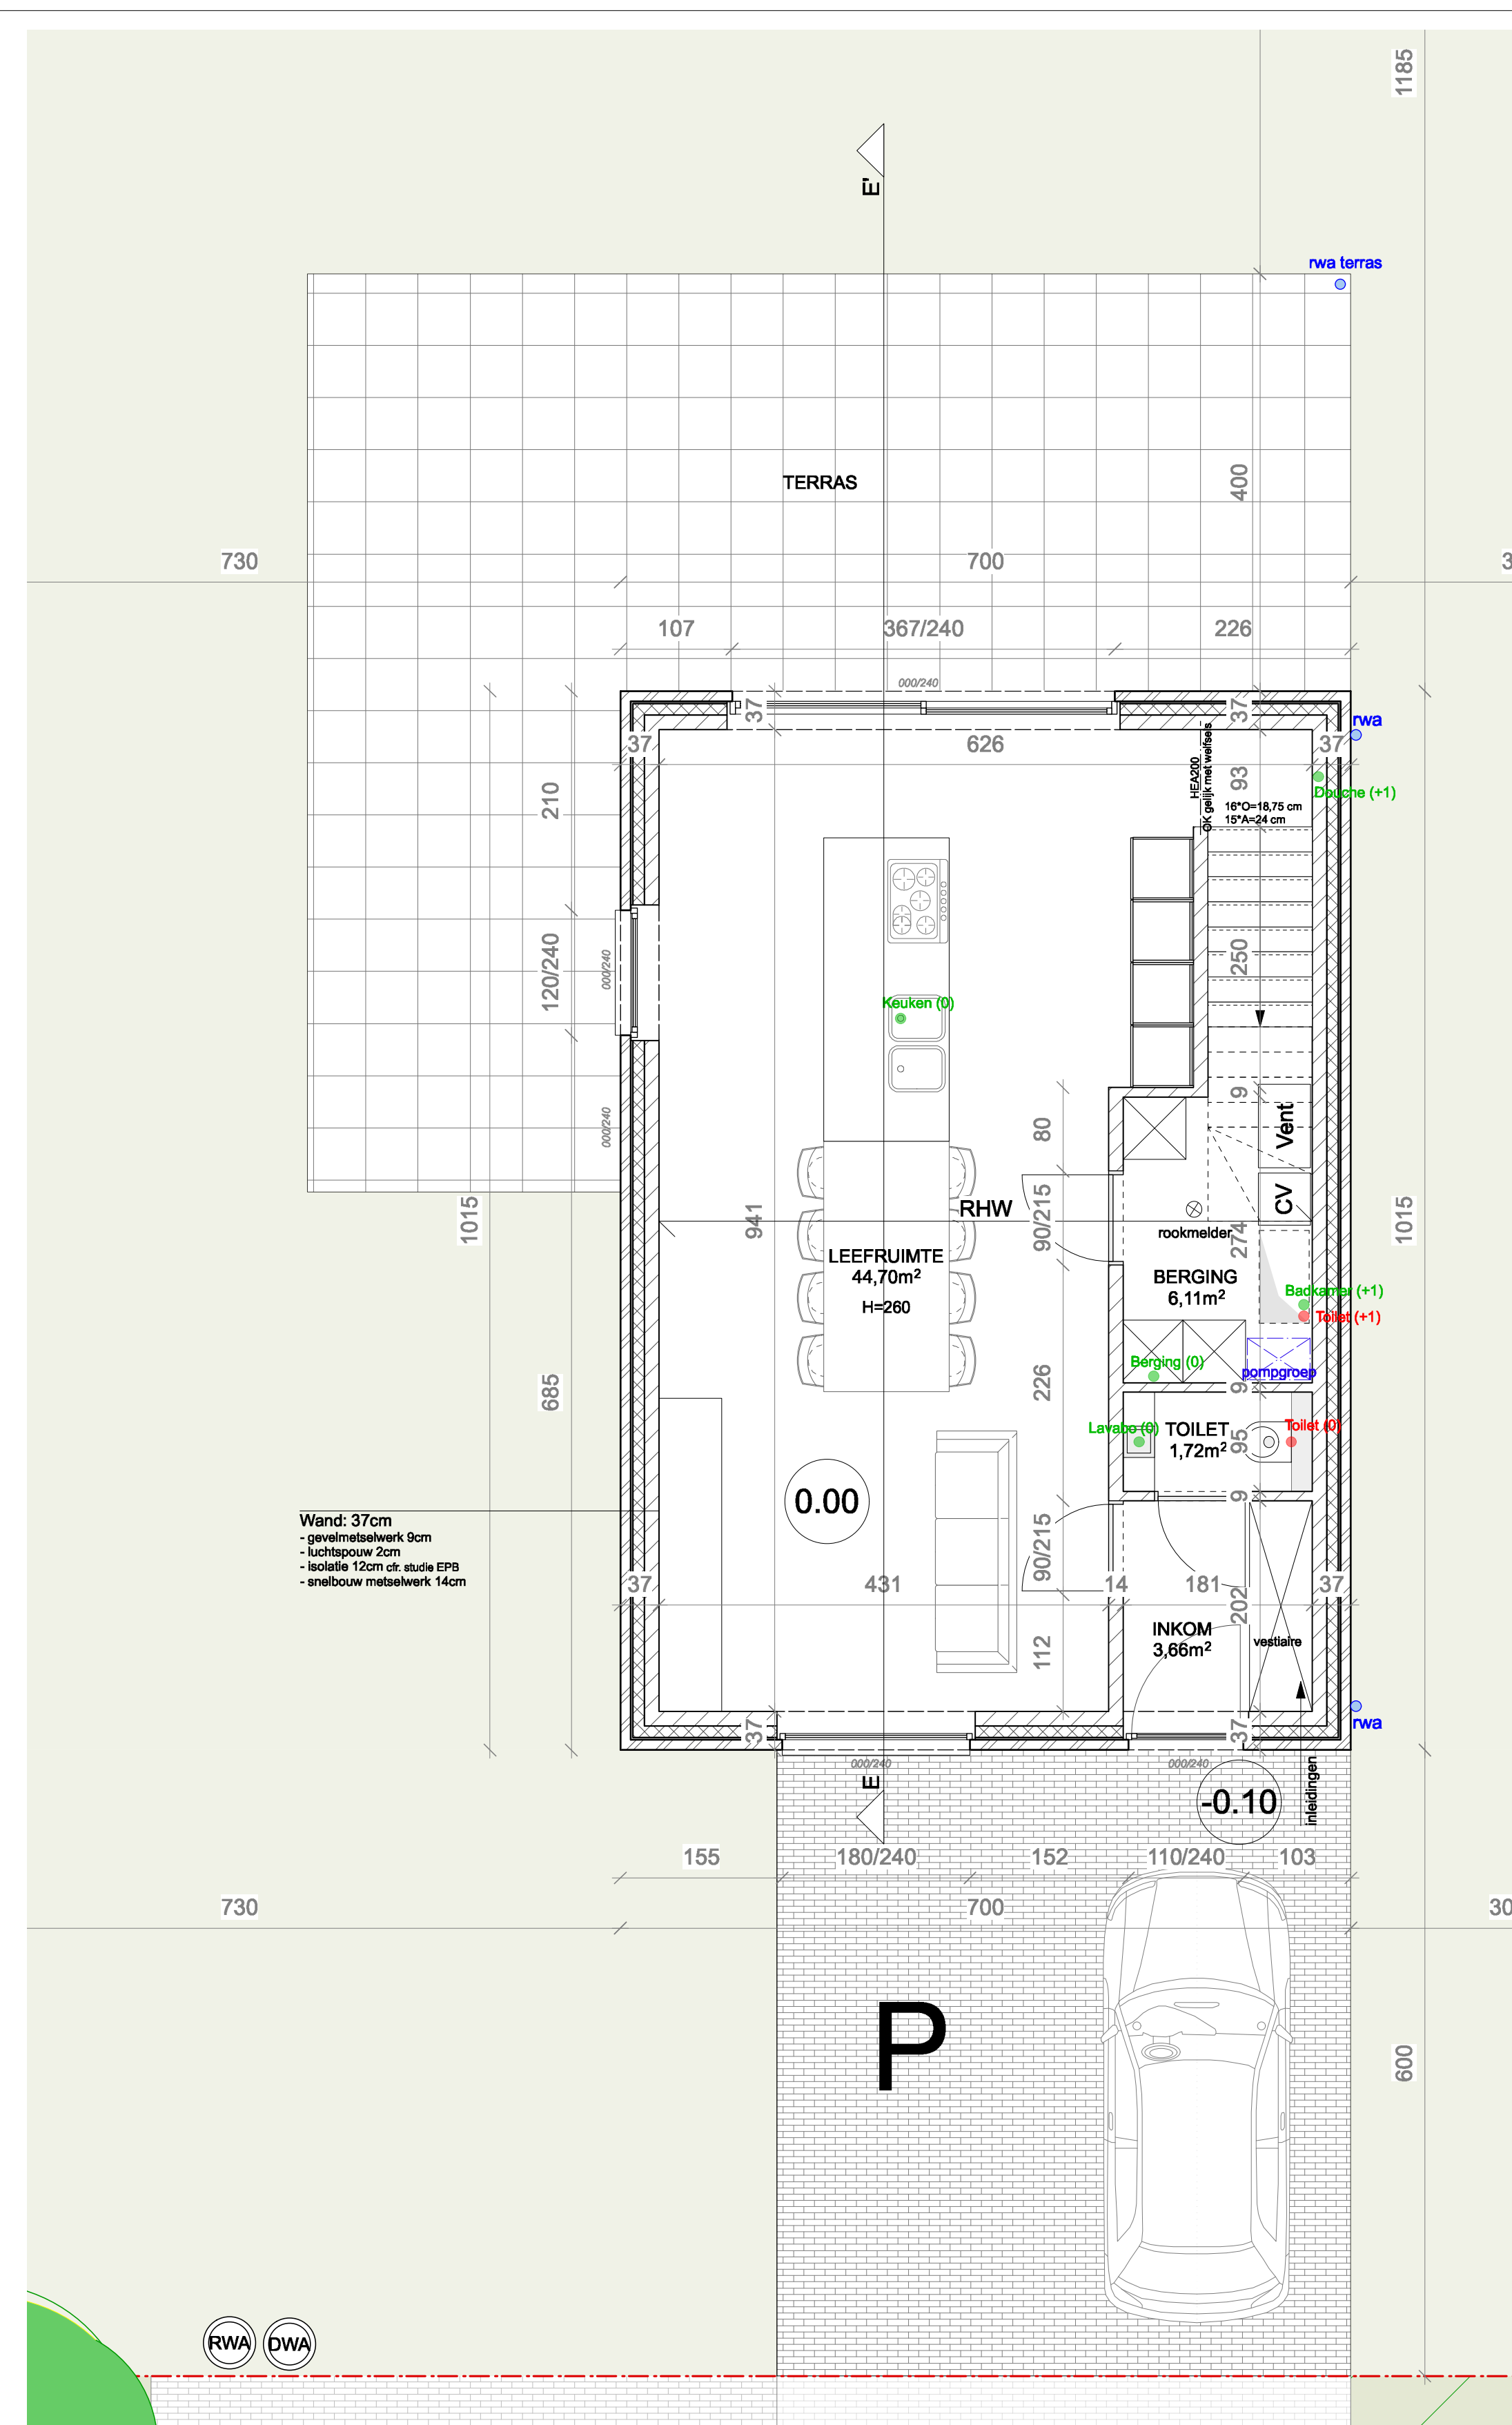 1185
E'
rwa terras
TERRAS
400
730
700
3
107
367/240
226
000/240
37
37
rwa
37
626
37
HEA200
OK gelijk met welfsels
93
Douche (+1)
16*O=18,75 cm
15*A=24 cm
210
120/240
000/240
250
Keuken (0)
9
Vent
80
000/240
CV
RHW
90/215
1015
941
rookmelder
274
1015
LEEFRUIMTE
44,70m²
H=260
BERGING
6,11m²
Badkamer (+1)
Toilet (+1)
Berging (0)
pompgroep
685
226
9
Lavabo (0)
TOILET
1,72m²
95
Toilet (0)
0.00
9
Wand: 37cm
- gevelmetselwerk 9cm
- luchtspouw 2cm
- isolatie 12cm cfr. studie EPB
- snelbouw metselwerk 14cm
90/215
37
431
14
181
37
202
INKOM
3,66m²
vestiaire
112
rwa
37
37
000/240
000/240
E
-0.10
inleidingen
155
180/240
152
110/240
103
730
700
30
P
600
RWA
DWA